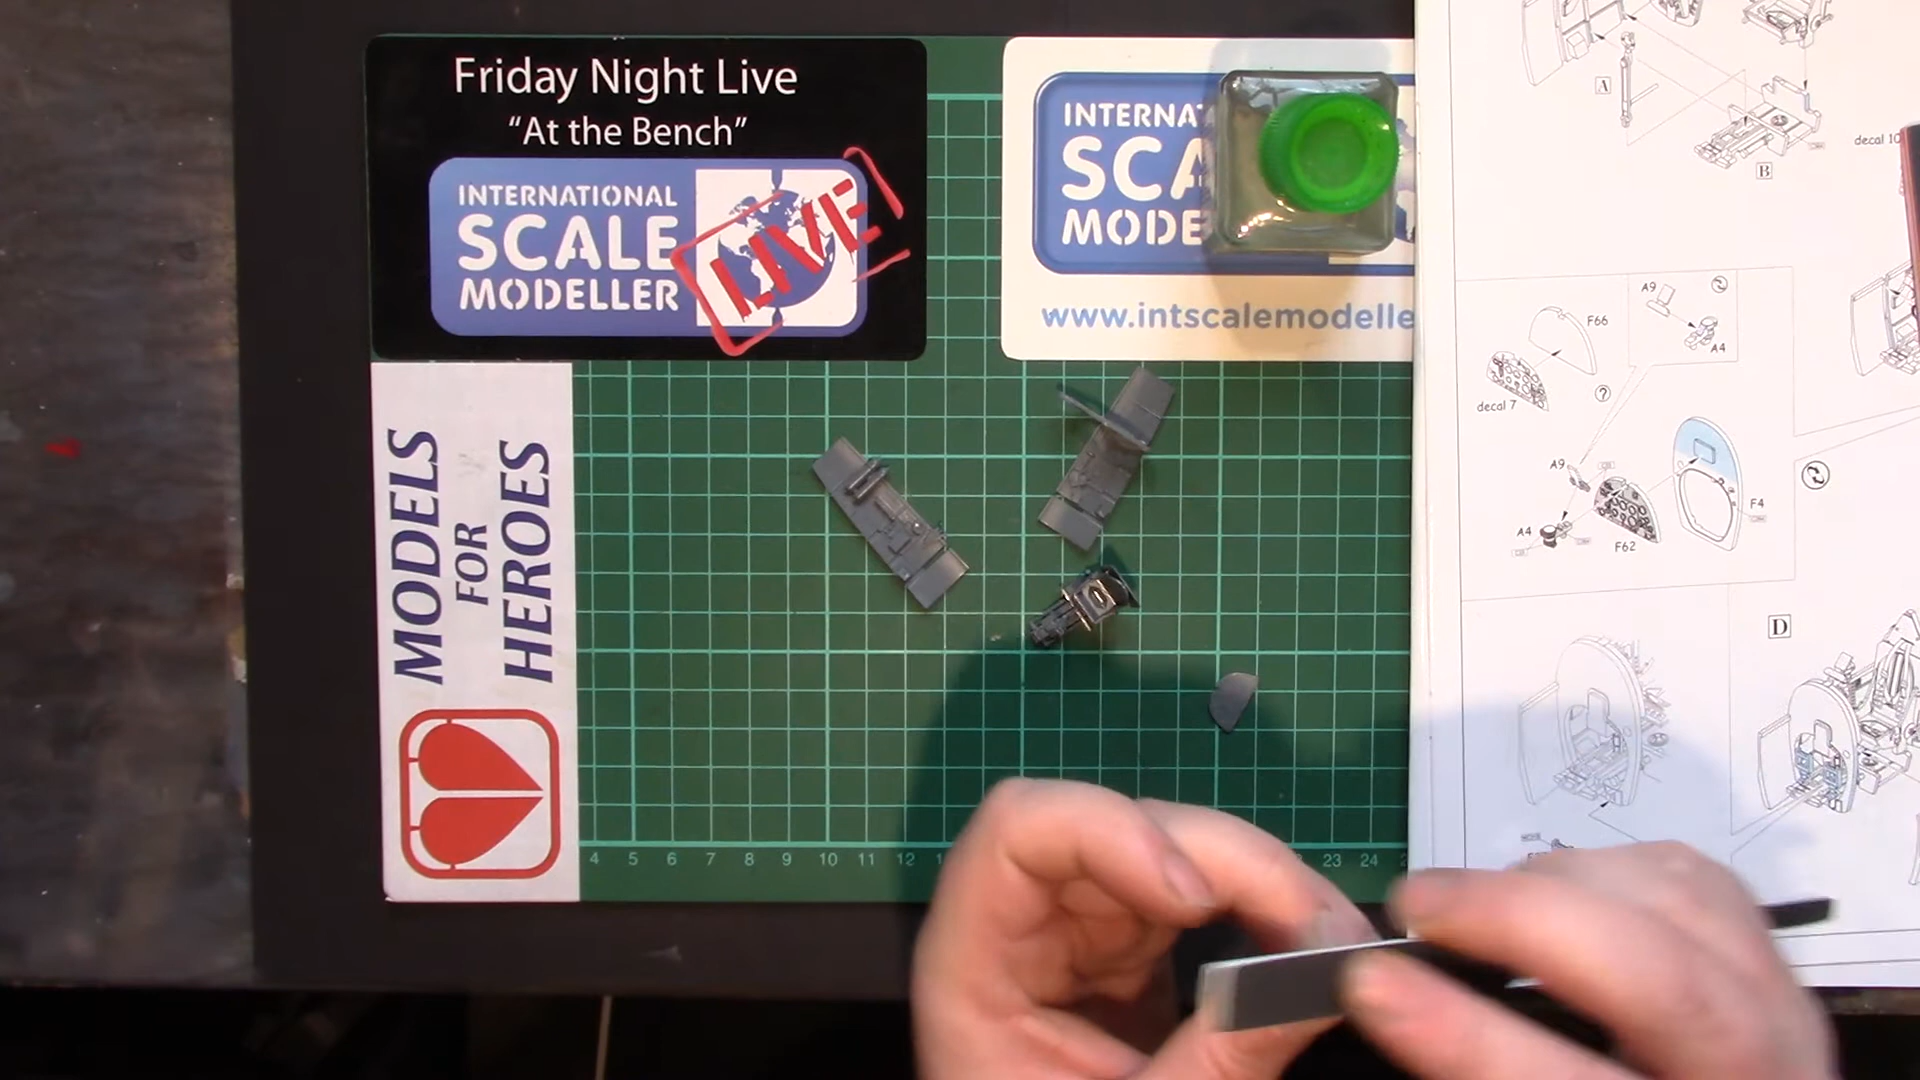 Friday Night Live
“At the Bench”
INTERNATIONAL
SCALE
MODELLER
LIVE
INTERNA
SCA
MODE
www.intscalemodelle
MODELS
FOR
HEROES
4 5 6 7 8 9 10 11 12 23 24
A
B
decal 10
A9
A4
F66
decal 7
?
A9
A4
F62
F4
D